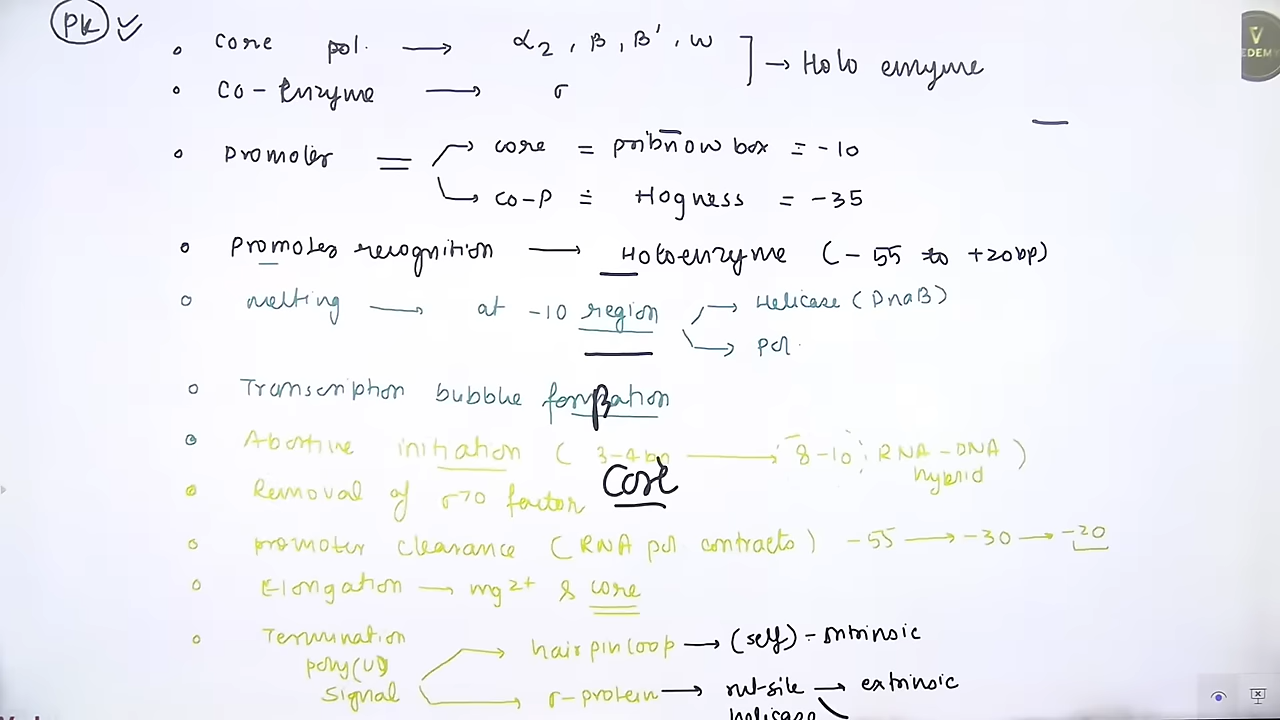 PK
• core pol. → α2, β, β', ω ] → Holo enzyme
• Co-Enzyme → σ
• Promoter = → core = pribnow box = -10
→ co-P = Hogness = -35
• Promoter recognition → Holoenzyme (-55 to +20bp)
• melting → at -10 region → Helicase (DnaB)
→ pol.
• Transcription bubble formation
β
• Abortive initiation ( 3-4 bp → 8-10 : RNA-DNA hybrid )
Core
• Removal of σ70 factor
• promoter clearance (RNA pol contracts) -55 → -30 → -20
• Elongation → mg2+ & core
• Termination poly(U) signal → hairpin loop → (self) - intrinsic
→ σ-protein → rut-site → extrinsic
helicase
V
EDEMY